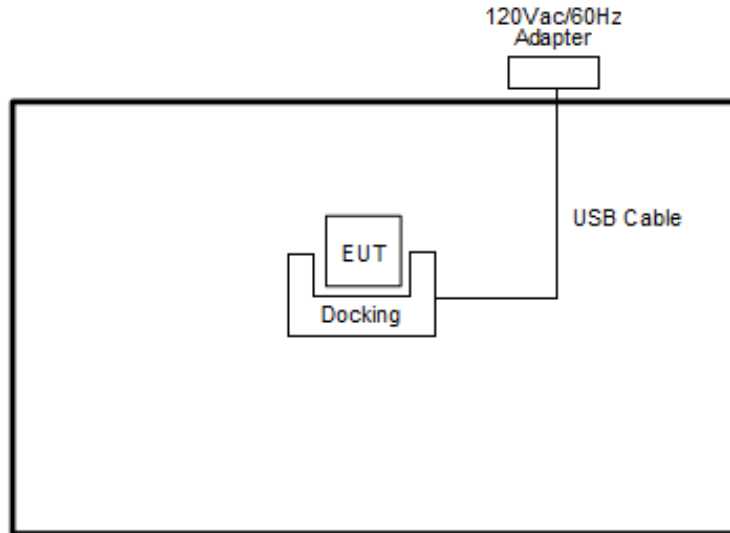 120Vac/60Hz
Adapter
USB Cable
EUT
Docking